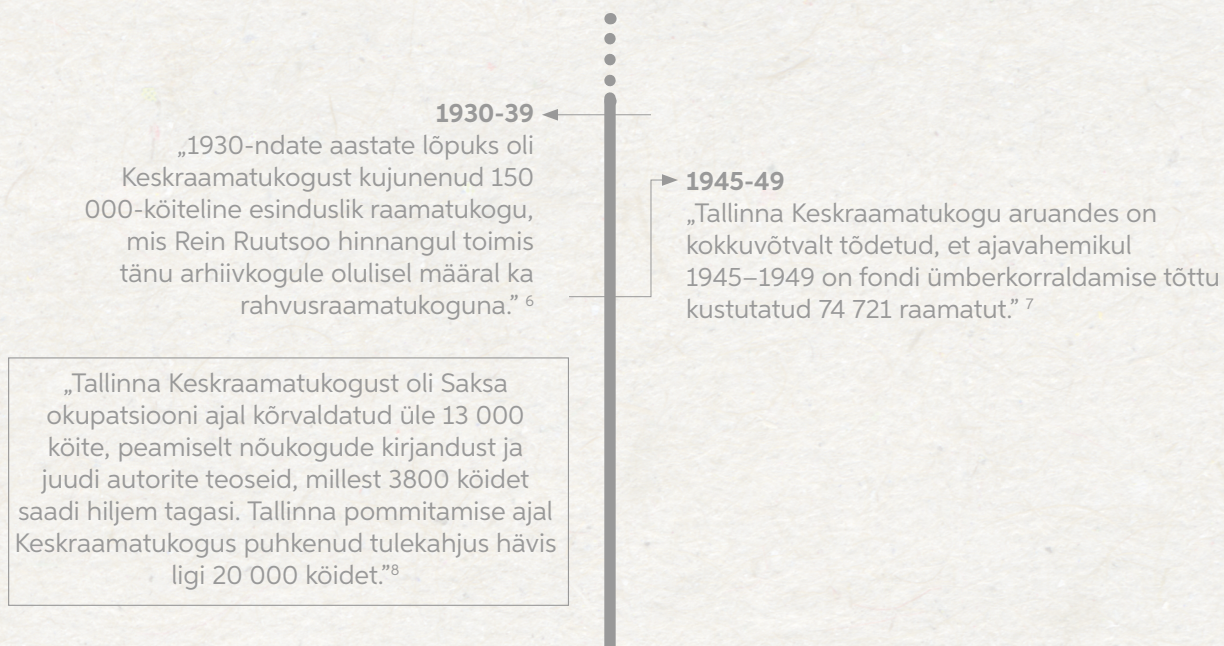 1930-39
„1930-ndate aastate lõpuks oli
Keskraamatukogust kujunenud 150
000-köiteline esinduslik raamatukogu,
mis Rein Ruutsoo hinnangul toimis
tänu arhiivkogule olulisel määral ka
rahvusraamatukoguna.” 6
„Tallinna Keskraamatukogust oli Saksa
okupatsiooni ajal kõrvaldatud üle 13 000
köite, peamiselt nõukogude kirjandust ja
juudi autorite teoseid, millest 3800 köidet
saadi hiljem tagasi. Tallinna pommitamise ajal
Keskraamatukogus puhkenud tulekahjus hävis
ligi 20 000 köidet.”8
1945-49
„Tallinna Keskraamatukogu aruandes on
kokkuvõtvalt tõdetud, et ajavahemikul
1945–1949 on fondi ümberkorraldamise tõttu
kustutatud 74 721 raamatut.” 7